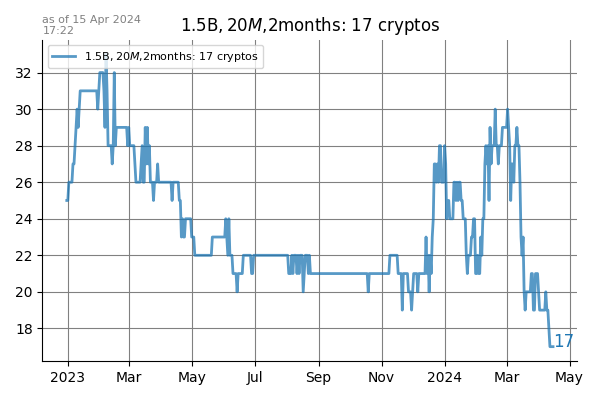 as of 15 Apr 2024
17:22
1.5B, 20M,2months: 17 cryptos
1.5B, 20M,2months: 17 cryptos
32
30
28
26
24
22
20
18
17
2023
Mar
May
Jul
Sep
Nov
2024
Mar
May